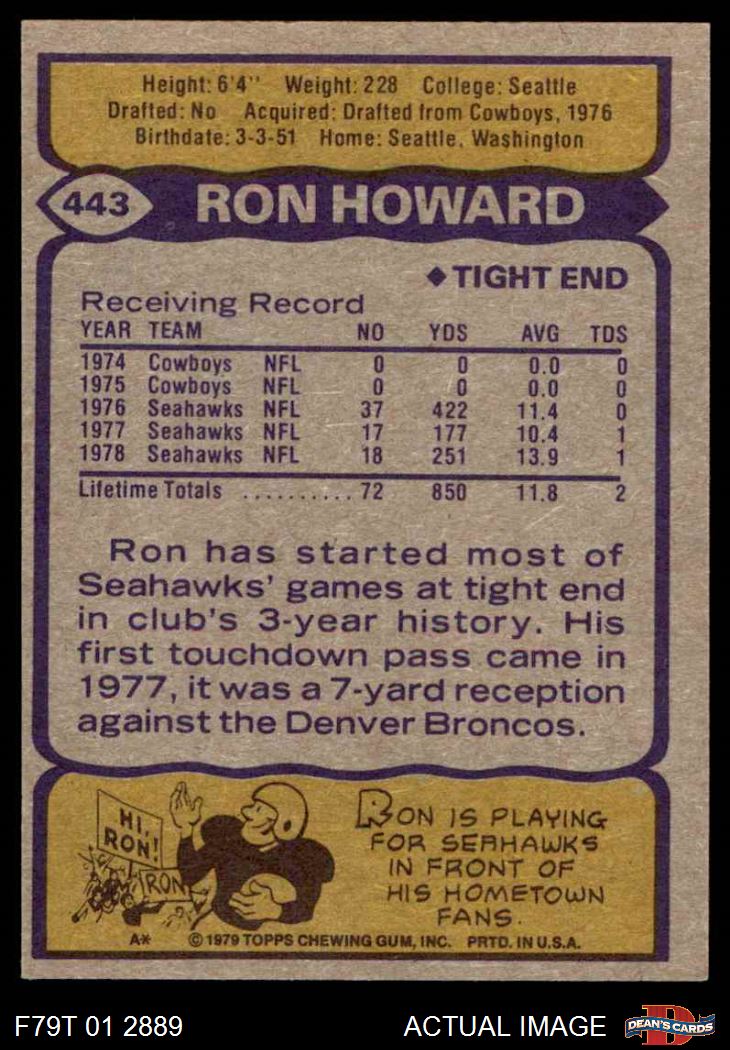 Height: 6'4" Weight: 228 College: Seattle
Drafted: No Acquired: Drafted from Cowboys, 1976
Birthdate: 3-3-51 Home: Seattle, Washington
443 RON HOWARD
◆ TIGHT END
Receiving Record
YEAR TEAM NO YDS AVG TDS
1974 Cowboys NFL 0 0 0.0 0
1975 Cowboys NFL 0 0 0.0 0
1976 Seahawks NFL 37 422 11.4 0
1977 Seahawks NFL 17 177 10.4 1
1978 Seahawks NFL 18 251 13.9 1
Lifetime Totals .......... 72 850 11.8 2
Ron has started most of
Seahawks' games at tight end
in club's 3-year history. His
first touchdown pass came in
1977, it was a 7-yard reception
against the Denver Broncos.
HI,
RON!
RON
RON IS PLAYING
FOR SEAHAWKS
IN FRONT OF
HIS HOMETOWN
FANS.
A* © 1979 TOPPS CHEWING GUM, INC. PRTD. IN U.S.A.
F79T 01 2889 ACTUAL IMAGE
D
DEAN'S CARDS